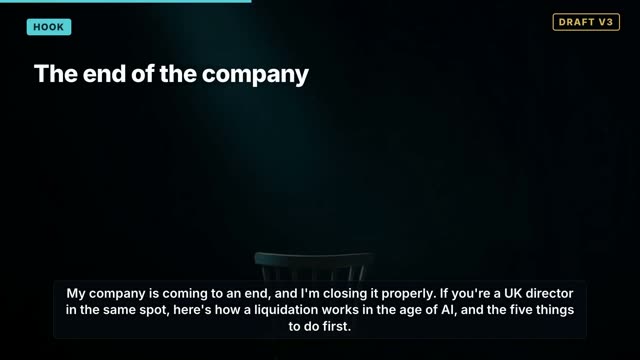 HOOK
DRAFT V3
The end of the company
My company is coming to an end, and I'm closing it properly. If you're a UK director
in the same spot, here's how a liquidation works in the age of AI, and the five things
to do first.